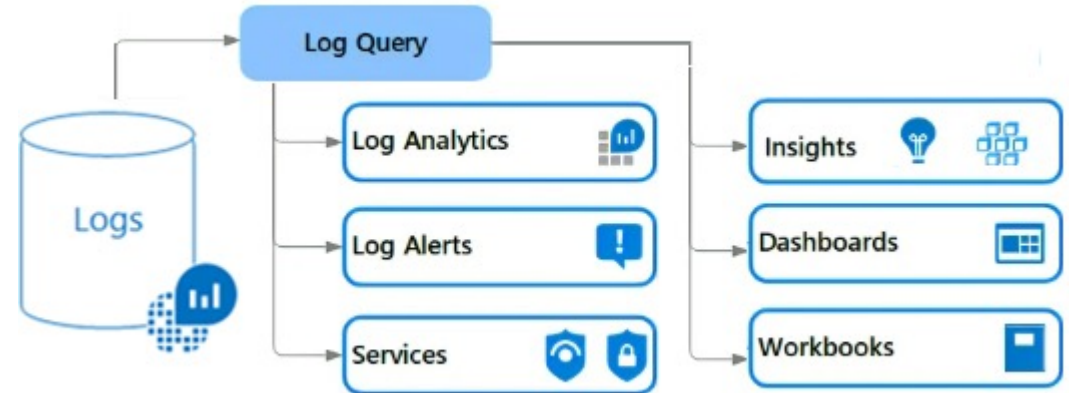 Log Query
Logs
Log Analytics
Log Alerts
Services
Insights
Dashboards
Workbooks